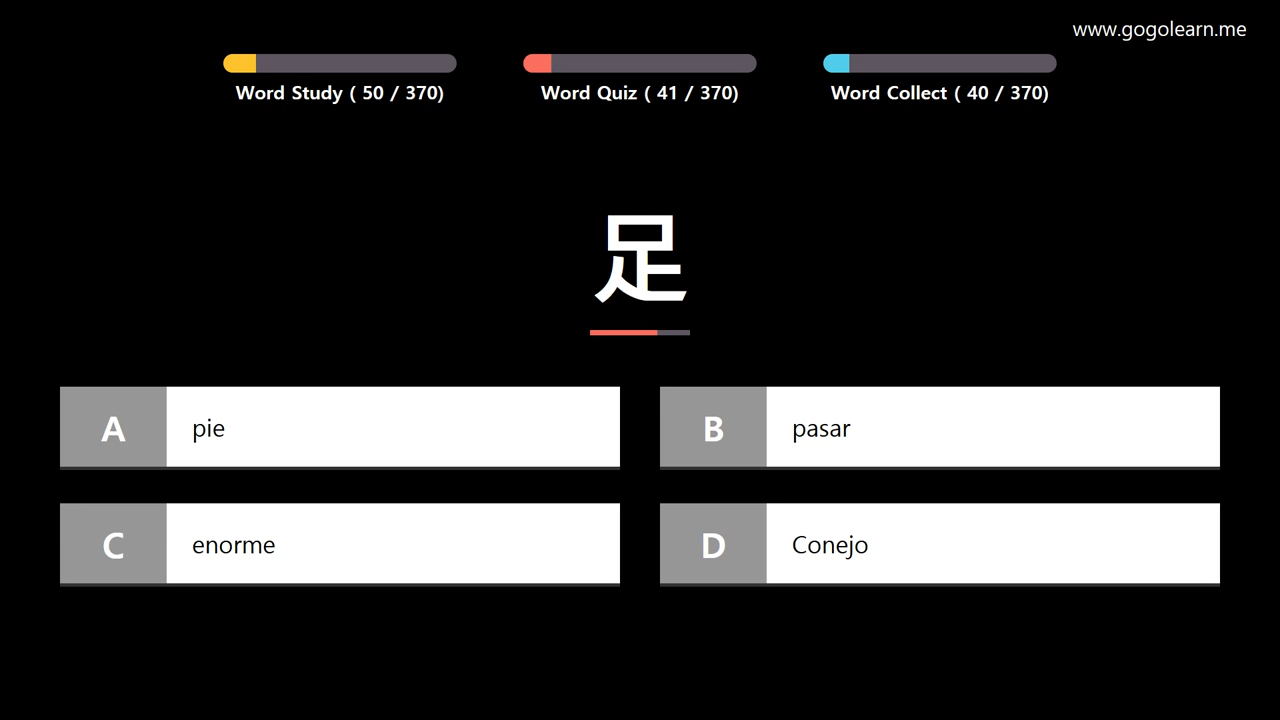 www.gogolearn.me
Word Study ( 50 / 370)
Word Quiz ( 41 / 370)
Word Collect ( 40 / 370)
足
A pie
B pasar
C enorme
D Conejo